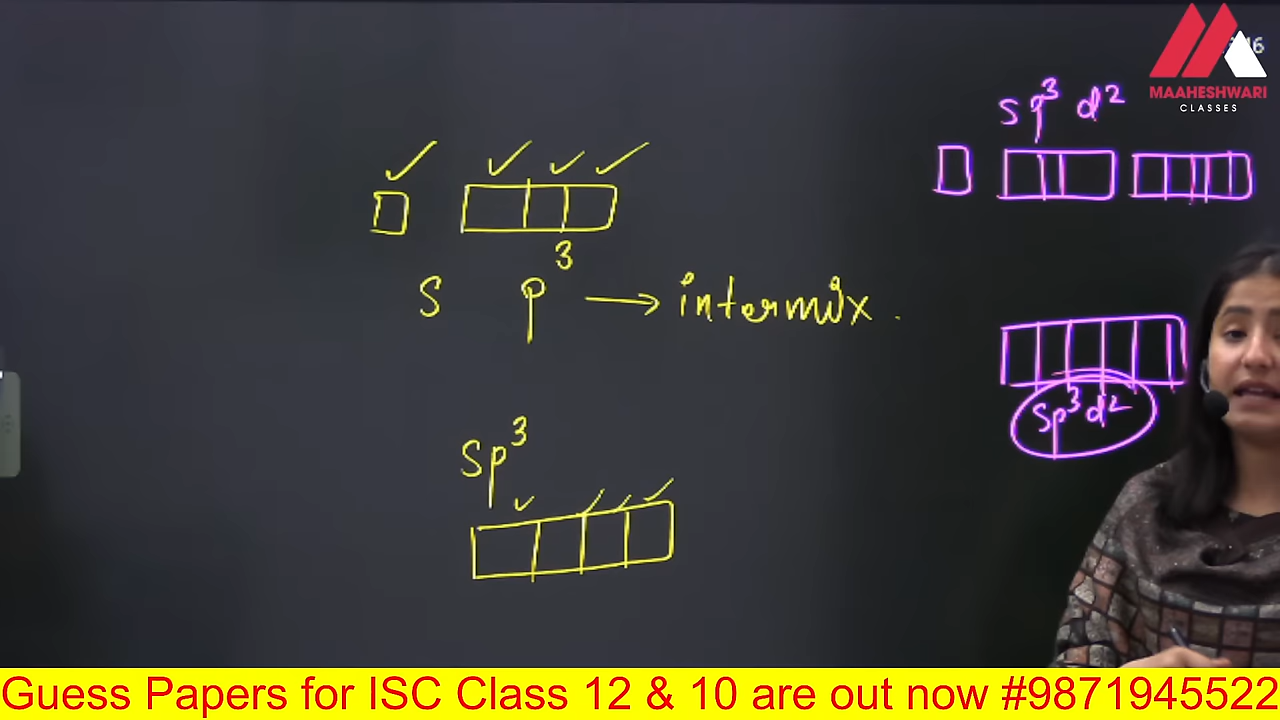 MAAHESHWARI
CLASSES
sp³ d²
s p³ → intermix .
sp³
sp³d²
Guess Papers for ISC Class 12 & 10 are out now #9871945522